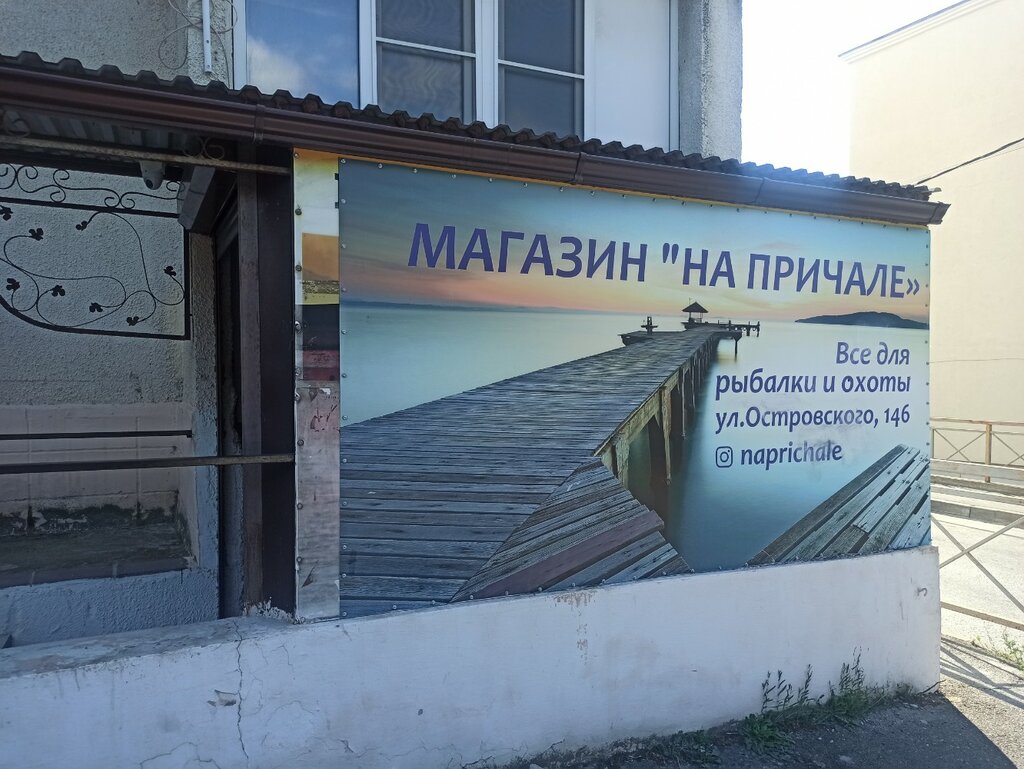 МАГАЗИН "НА ПРИЧАЛЕ»
Все для
рыбалки и охоты
ул.Островского, 146
naprichale